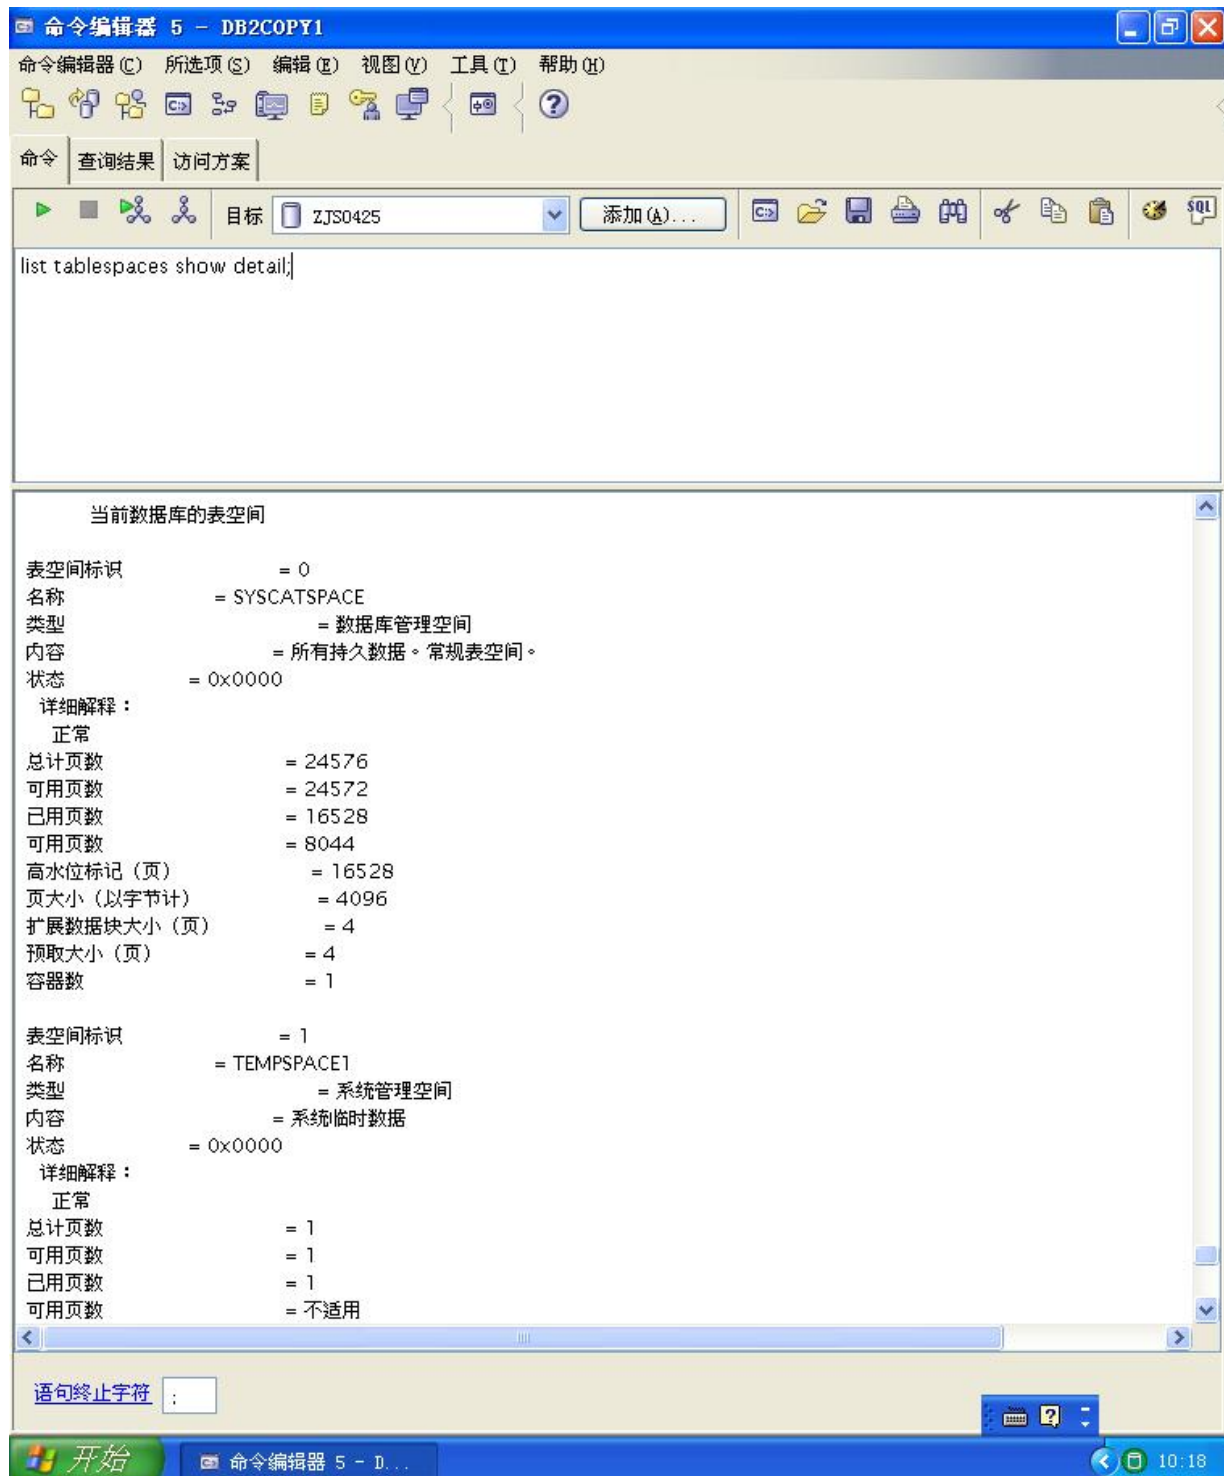 命令编辑器 5 - DB2COPY1
命令编辑器(C) 所选项(S) 编辑(E) 视图(V) 工具(T) 帮助(H)
命令 查询结果 访问方案
目标 ZJS0425 添加(A)... SQL
list tablespaces show detail;
当前数据库的表空间
表空间标识 = 0
名称 = SYSCATSPACE
类型 = 数据库管理空间
内容 = 所有持久数据。常规表空间。
状态 = 0x0000
详细解释：
正常
总计页数 = 24576
可用页数 = 24572
已用页数 = 16528
可用页数 = 8044
高水位标记（页） = 16528
页大小（以字节计） = 4096
扩展数据块大小（页） = 4
预取大小（页） = 4
容器数 = 1
表空间标识 = 1
名称 = TEMPSPACE1
类型 = 系统管理空间
内容 = 系统临时数据
状态 = 0x0000
详细解释：
正常
总计页数 = 1
可用页数 = 1
已用页数 = 1
可用页数 = 不适用
语句终止字符 ;
开始 命令编辑器 5 - D... 10:18